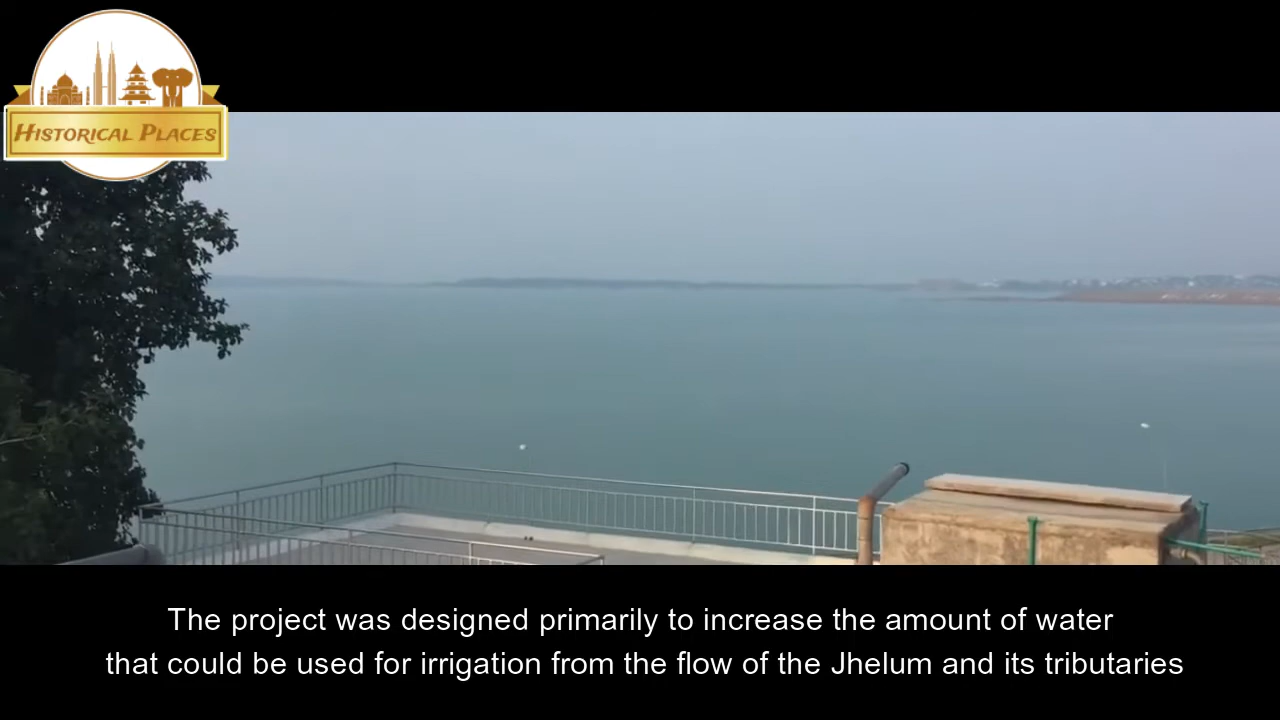 HISTORICAL PLACES
The project was designed primarily to increase the amount of water
that could be used for irrigation from the flow of the Jhelum and its tributaries